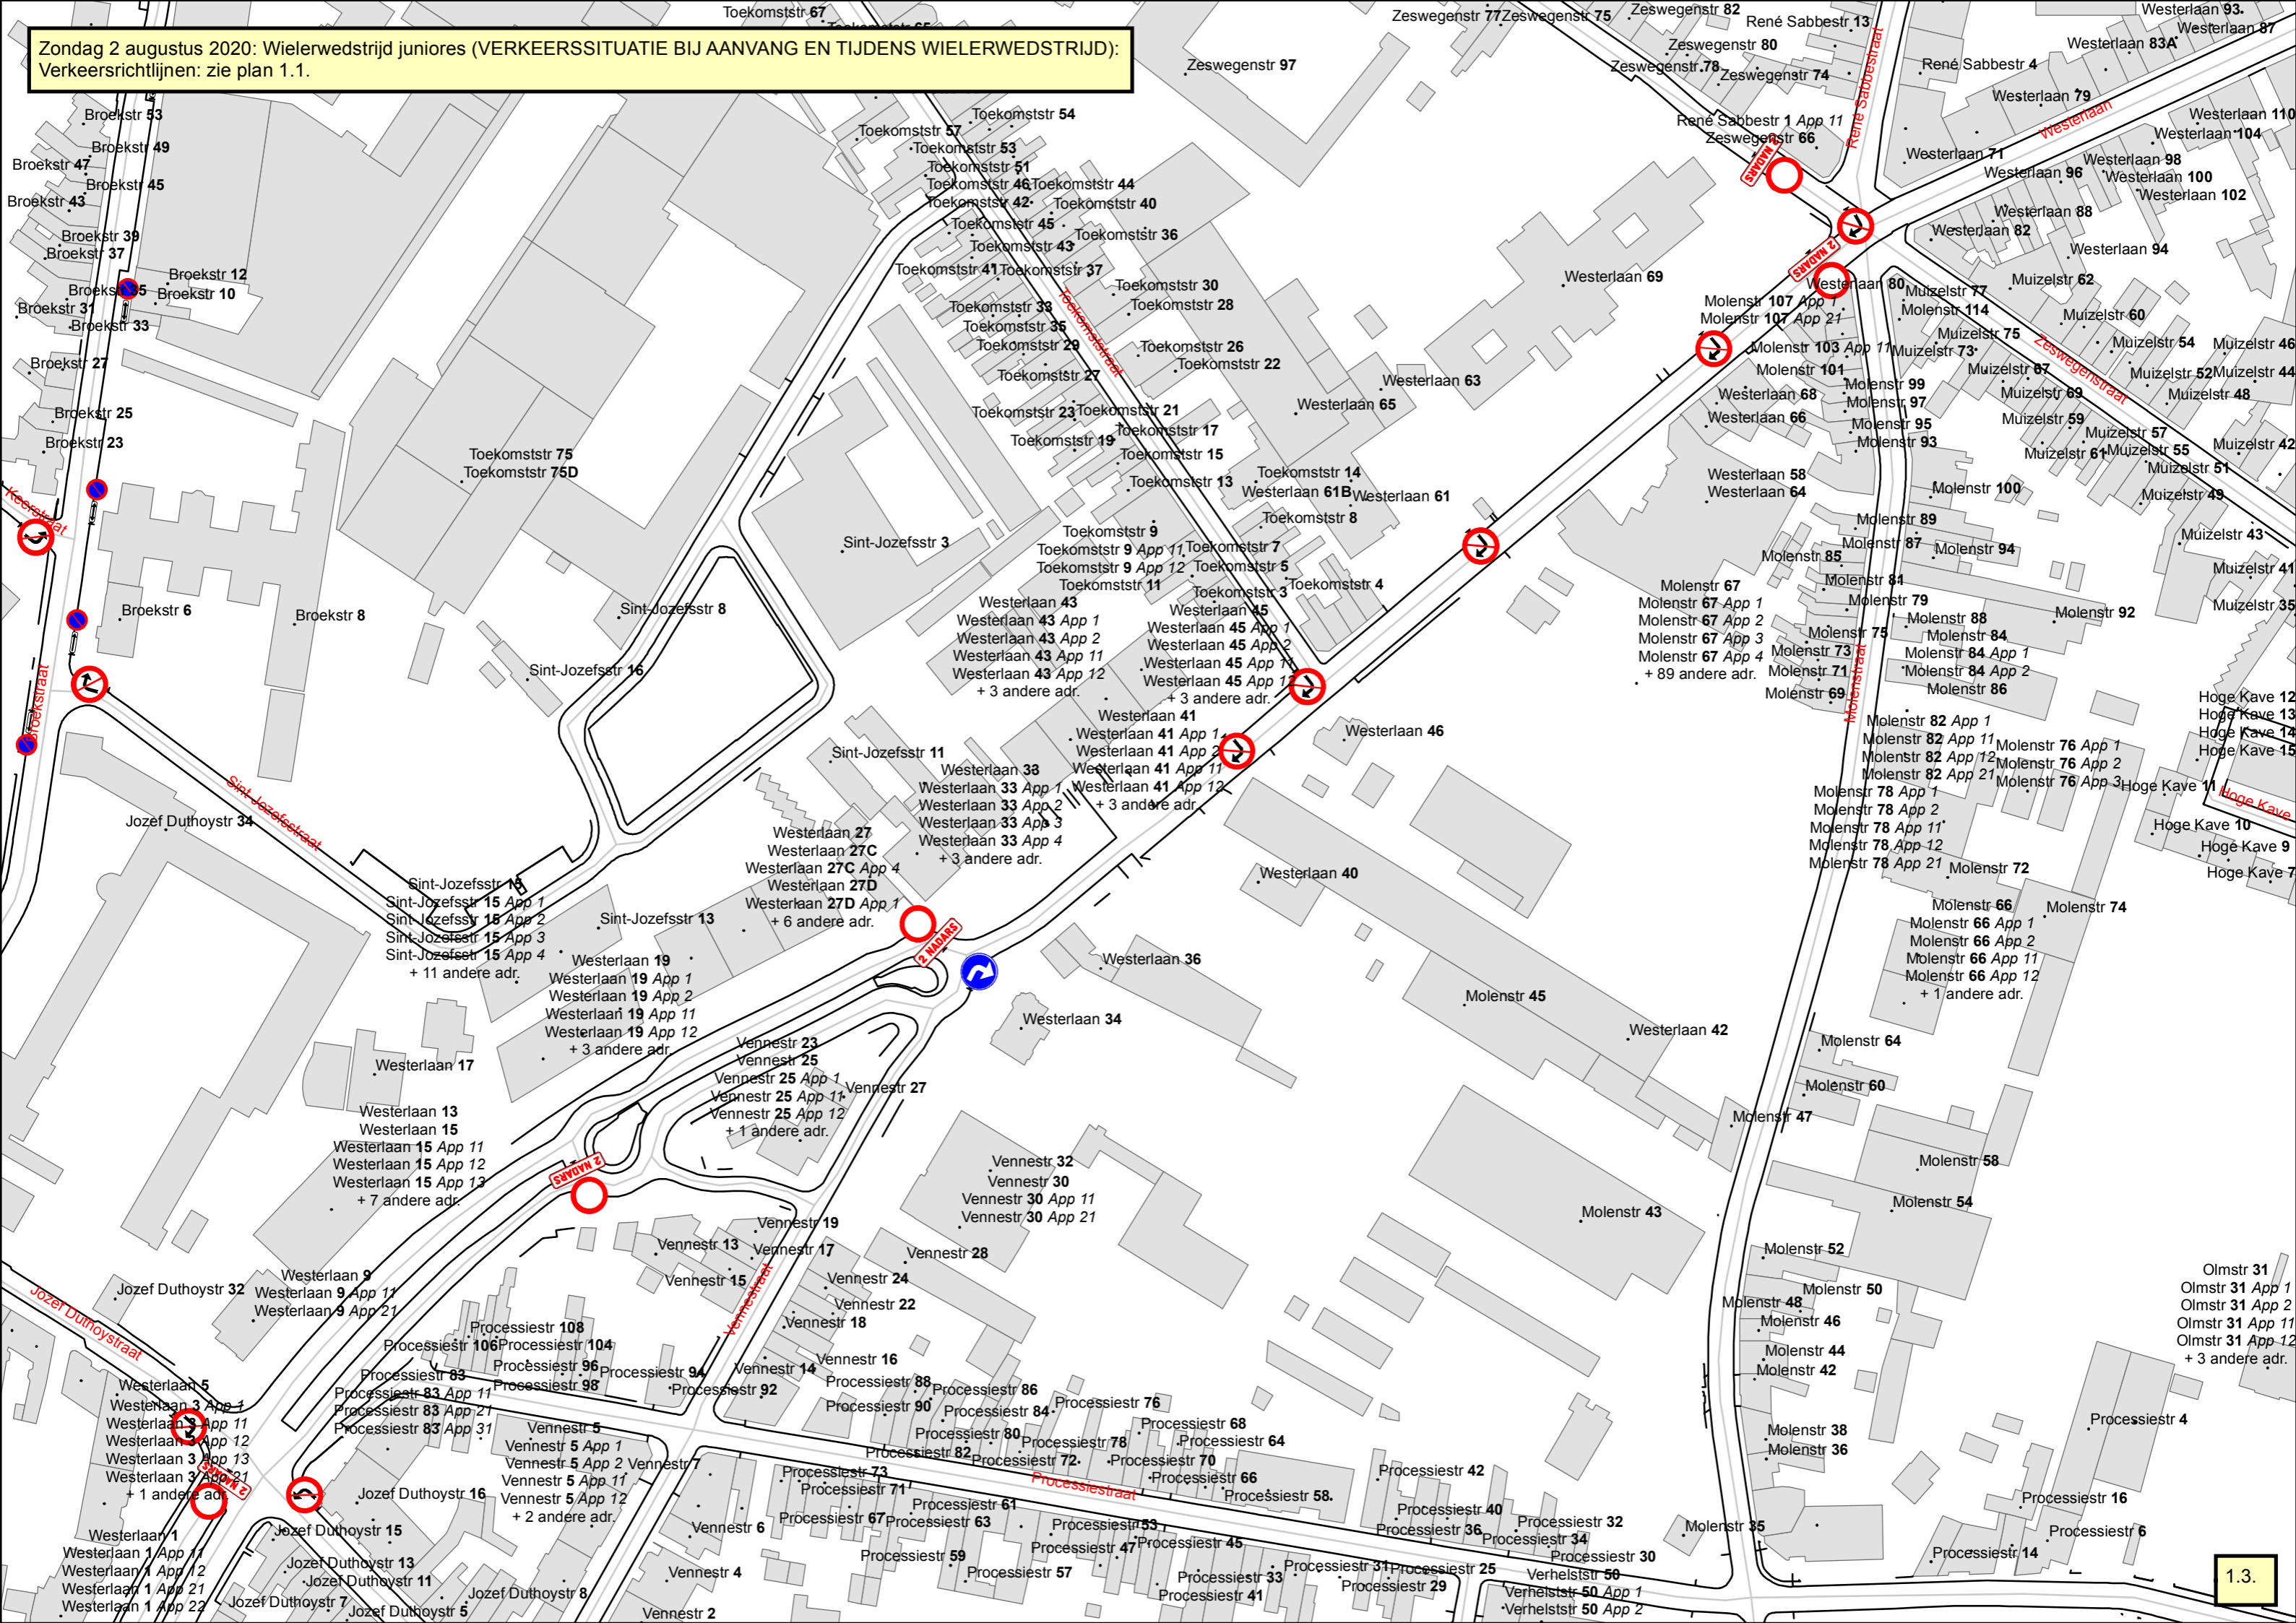 Zondag 2 augustus 2020: Wielerwedstrijd juniores (VERKEERSSITUATIE BIJ AANVANG EN TIJDENS WIELERWEDSTRIJD):
Verkeersrichtlijnen: zie plan 1.1.
Toekomststr 67
Zeswegenstr 77
Zeswegenstr 75
Zeswegenstr 82
René Sabbestr 13
Westerlaan 93
Westerlaan 87
Westerlaan 83A
Zeswegenstr 80
Zeswegenstr 78
Zeswegenstr 74
Zeswegenstr 97
René Sabbestr 4
René Sabbestraat
Westerlaan 79
Westerlaan
Westerlaan 110
Westerlaan 104
René Sabbestr 1 App 11
Zeswegenstr 66
2 NADARS
Westerlaan 71
Westerlaan 98
Westerlaan 96
Westerlaan 100
Westerlaan 102
Westerlaan 88
Westerlaan 82
Westerlaan 94
2 NADARS
Westerlaan 80
Westerlaan 69
Broekstr 53
Broekstr 49
Broekstr 47
Broekstr 45
Broekstr 43
Broekstr 39
Broekstr 37
Broekstr 12
Broekstr 35
Broekstr 10
Broekstr 31
Broekstr 33
Broekstr 27
Broekstr 25
Broekstr 23
Keerstraat
Broekstr 6
Broekstr 8
Broekstraat
Toekomststr 54
Toekomststr 57
Toekomststr 53
Toekomststr 51
Toekomststr 46
Toekomststr 44
Toekomststr 42
Toekomststr 40
Toekomststr 45
Toekomststr 36
Toekomststr 43
Toekomststr 41
Toekomststr 37
Toekomststr 30
Toekomststr 33
Toekomststr 28
Toekomststr 35
Toekomststr 29
Toekomststr 26
Toekomststr 22
Toekomststr 27
Toekomststraat
Toekomststr 23
Toekomststr 21
Toekomststr 17
Toekomststr 19
Toekomststr 15
Toekomststr 14
Toekomststr 13
Toekomststr 75
Toekomststr 75D
Westerlaan 63
Westerlaan 65
Westerlaan 61B
Westerlaan 61
Toekomststr 8
Toekomststr 9
Toekomststr 9 App 11
Toekomststr 9 App 12
Toekomststr 11
Toekomststr 7
Toekomststr 5
Toekomststr 4
Toekomststr 3
Sint-Jozefsstr 3
Sint-Jozefsstr 8
Sint-Jozefsstr 16
Sint-Jozefsstr 11
Sint-Jozefsstraat
Westerlaan 43
Westerlaan 43 App 1
Westerlaan 43 App 2
Westerlaan 43 App 11
Westerlaan 43 App 12
+ 3 andere adr.
Westerlaan 45
Westerlaan 45 App 1
Westerlaan 45 App 2
Westerlaan 45 App 11
Westerlaan 45 App 12
+ 3 andere adr.
Westerlaan 41
Westerlaan 41 App 1
Westerlaan 41 App 2
Westerlaan 41 App 11
Westerlaan 41 App 12
+ 3 andere adr.
Westerlaan 33
Westerlaan 33 App 1
Westerlaan 33 App 2
Westerlaan 33 App 3
Westerlaan 33 App 4
+ 3 andere adr.
Westerlaan 27
Westerlaan 27C
Westerlaan 27C App 4
Westerlaan 27D
Westerlaan 27D App 1
+ 6 andere adr.
2 NADARS
Molenstr 107 App 1
Molenstr 107 App 21
Molenstr 103 App 11
Molenstr 101
Molenstr 114
Molenstr 99
Molenstr 97
Molenstr 95
Molenstr 93
Westerlaan 68
Westerlaan 66
Westerlaan 58
Westerlaan 64
Muizelstr 77
Muizelstr 75
Muizelstr 73
Muizelstr 67
Muizelstr 69
Muizelstr 62
Muizelstr 60
Muizelstr 54
Muizelstr 46
Muizelstr 52
Muizelstr 44
Muizelstr 48
Zeswegenstraat
Muizelstr 59
Muizelstr 57
Muizelstr 61
Muizelstr 55
Muizelstr 42
Muizelstr 51
Muizelstr 49
Muizelstr 43
Muizelstr 41
Muizelstr 35
Molenstr 100
Molenstr 89
Molenstr 87
Molenstr 94
Molenstr 85
Molenstr 81
Molenstr 79
Molenstr 92
Molenstr 88
Molenstr 84
Molenstr 84 App 1
Molenstr 84 App 2
Molenstr 86
Molenstr 75
Molenstr 73
Molenstr 71
Molenstr 69
Molenstraat
Molenstr 67
Molenstr 67 App 1
Molenstr 67 App 2
Molenstr 67 App 3
Molenstr 67 App 4
+ 89 andere adr.
Molenstr 82 App 1
Molenstr 82 App 11
Molenstr 82 App 12
Molenstr 82 App 21
Molenstr 76 App 1
Molenstr 76 App 2
Molenstr 76 App 3
Molenstr 78 App 1
Molenstr 78 App 2
Molenstr 78 App 11
Molenstr 78 App 12
Molenstr 78 App 21
Hoge Kave 12
Hoge Kave 13
Hoge Kave 14
Hoge Kave 15
Hoge Kave 11
Hoge Kave
Hoge Kave 10
Hoge Kave 9
Hoge Kave 7
Molenstr 72
Molenstr 74
Molenstr 66
Molenstr 66 App 1
Molenstr 66 App 2
Molenstr 66 App 11
Molenstr 66 App 12
+ 1 andere adr.
Molenstr 64
Molenstr 60
Molenstr 47
Molenstr 58
Molenstr 54
Molenstr 45
Molenstr 43
Westerlaan 46
Westerlaan 40
Westerlaan 36
Westerlaan 34
Westerlaan 42
Jozef Duthoystr 34
Sint-Jozefsstr 15
Sint-Jozefsstr 15 App 1
Sint-Jozefsstr 15 App 2
Sint-Jozefsstr 15 App 3
Sint-Jozefsstr 15 App 4
+ 11 andere adr.
Sint-Jozefsstr 13
Westerlaan 19
Westerlaan 19 App 1
Westerlaan 19 App 2
Westerlaan 19 App 11
Westerlaan 19 App 12
+ 3 andere adr.
Westerlaan 17
Westerlaan 13
Westerlaan 15
Westerlaan 15 App 11
Westerlaan 15 App 12
Westerlaan 15 App 13
+ 7 andere adr.
2 NADARS
Vennestr 23
Vennestr 25
Vennestr 25 App 1
Vennestr 25 App 11
Vennestr 25 App 12
+ 1 andere adr.
Vennestr 27
Vennestr 32
Vennestr 30
Vennestr 30 App 11
Vennestr 30 App 21
Vennestr 28
Vennestr 19
Vennestr 13
Vennestr 17
Vennestr 15
Vennestr 24
Vennestr 22
Vennestr 18
Vennestraat
Vennestr 16
Vennestr 14
Jozef Duthoystr 32
Jozef Duthoystraat
Westerlaan 9
Westerlaan 9 App 11
Westerlaan 9 App 21
Westerlaan 5
Westerlaan 3 App 1
Westerlaan 3 App 11
Westerlaan 3 App 12
Westerlaan 3 App 13
Westerlaan 3 App 21
+ 1 andere adr.
2 NADARS
Westerlaan 1
Westerlaan 1 App 11
Westerlaan 1 App 12
Westerlaan 1 App 21
Westerlaan 1 App 22
Processiestr 108
Processiestr 106
Processiestr 104
Processiestr 96
Processiestr 98
Processiestr 94
Processiestr 92
Processiestr 83
Processiestr 83 App 11
Processiestr 83 App 21
Processiestr 83 App 31
Vennestr 5
Vennestr 5 App 1
Vennestr 5 App 2
Vennestr 5 App 11
Vennestr 5 App 12
+ 2 andere adr.
Vennestr 7
Vennestr 6
Vennestr 4
Vennestr 2
Jozef Duthoystr 16
Jozef Duthoystr 15
Jozef Duthoystr 13
Jozef Duthoystr 11
Jozef Duthoystr 8
Jozef Duthoystr 7
Jozef Duthoystr 5
Processiestr 88
Processiestr 86
Processiestr 90
Processiestr 84
Processiestr 76
Processiestr 80
Processiestr 78
Processiestr 68
Processiestr 64
Processiestr 82
Processiestr 72
Processiestr 70
Processiestr 66
Processiestr 58
Processiestraat
Processiestr 73
Processiestr 71
Processiestr 67
Processiestr 61
Processiestr 63
Processiestr 59
Processiestr 57
Processiestr 53
Processiestr 47
Processiestr 45
Processiestr 33
Processiestr 41
Processiestr 31
Processiestr 29
Processiestr 25
Processiestr 42
Processiestr 40
Processiestr 36
Processiestr 34
Processiestr 32
Processiestr 30
Verhelststr 50
Verhelststr 50 App 1
Verhelststr 50 App 2
Molenstr 52
Molenstr 50
Molenstr 48
Molenstr 46
Molenstr 44
Molenstr 42
Molenstr 38
Molenstr 36
Molenstr 35
Olmstr 31
Olmstr 31 App 1
Olmstr 31 App 2
Olmstr 31 App 11
Olmstr 31 App 12
+ 3 andere adr.
Processiestr 4
Processiestr 16
Processiestr 6
Processiestr 14
1.3.